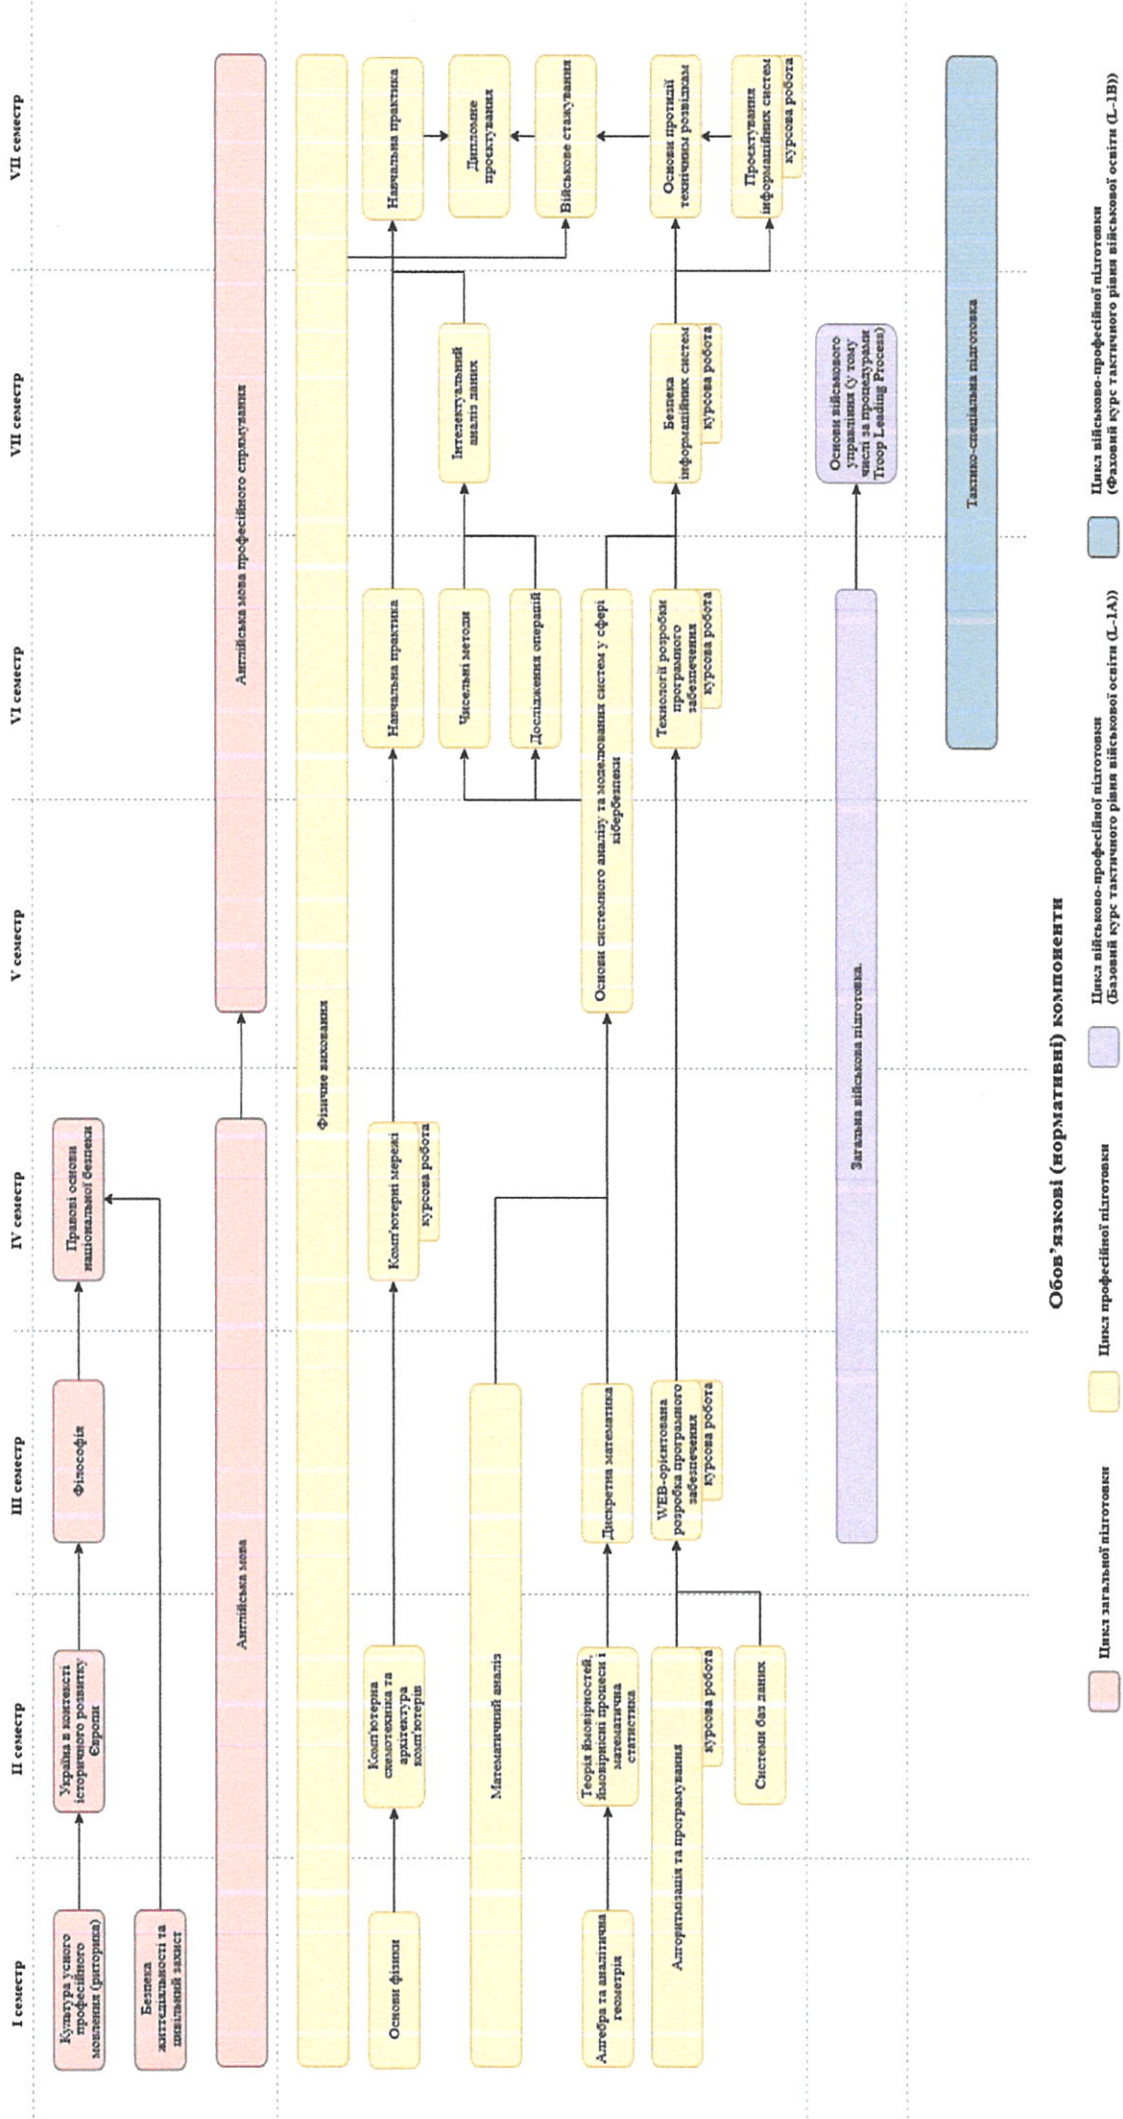 I семестр
II семестр
III семестр
IV семестр
V семестр
VI семестр
VII семестр
VII семестр
Культура усного
професійного
мовлення (риторика)
Україна в контексті
історичного розвитку
Європи
Філософія
Правові основи
національної безпеки
Безпека
життєдіяльності та
цивільний захист
Англійська мова
Англійська мова професійного спрямування
Фізичне виховання
Основи фізики
Комп'ютерна
схемотехніка та
архітектура
комп'ютерів
Комп'ютерні мережі
курсова робота
Навчальна практика
Навчальна практика
Математичний аналіз
Чисельні методи
Інтелектуальний
аналіз даних
Дипломне
проєктування
Дослідження операцій
Військове стажування
Алгебра та аналітична
геометрія
Теорія ймовірностей,
ймовірнісні процеси і
математична
статистика
Дискретна математика
Основи системного аналізу та моделювання систем у сфері
кібербезпеки
Алгоритмізація та програмування
курсова робота
WEB-орієнтована
розробка програмного
забезпечення
курсова робота
Технології розробки
програмного
забезпечення
курсова робота
Безпека
інформаційних систем
курсова робота
Основи протидії
технічним розвідкам
Системи баз даних
Проєктування
інформаційних систем
курсова робота
Загальна військова підготовка.
Основи військового
управління (у тому
числі за процедурами
Troop Leading Process)
Тактико-спеціальна підготовка
Обов'язкові (нормативні) компоненти
Цикл загальної підготовки
Цикл професійної підготовки
Цикл військово-професійної підготовки
(Базовий курс тактичного рівня військової освіти (L-1A))
Цикл військово-професійної підготовки
(Фаховий курс тактичного рівня військової освіти (L-1B))